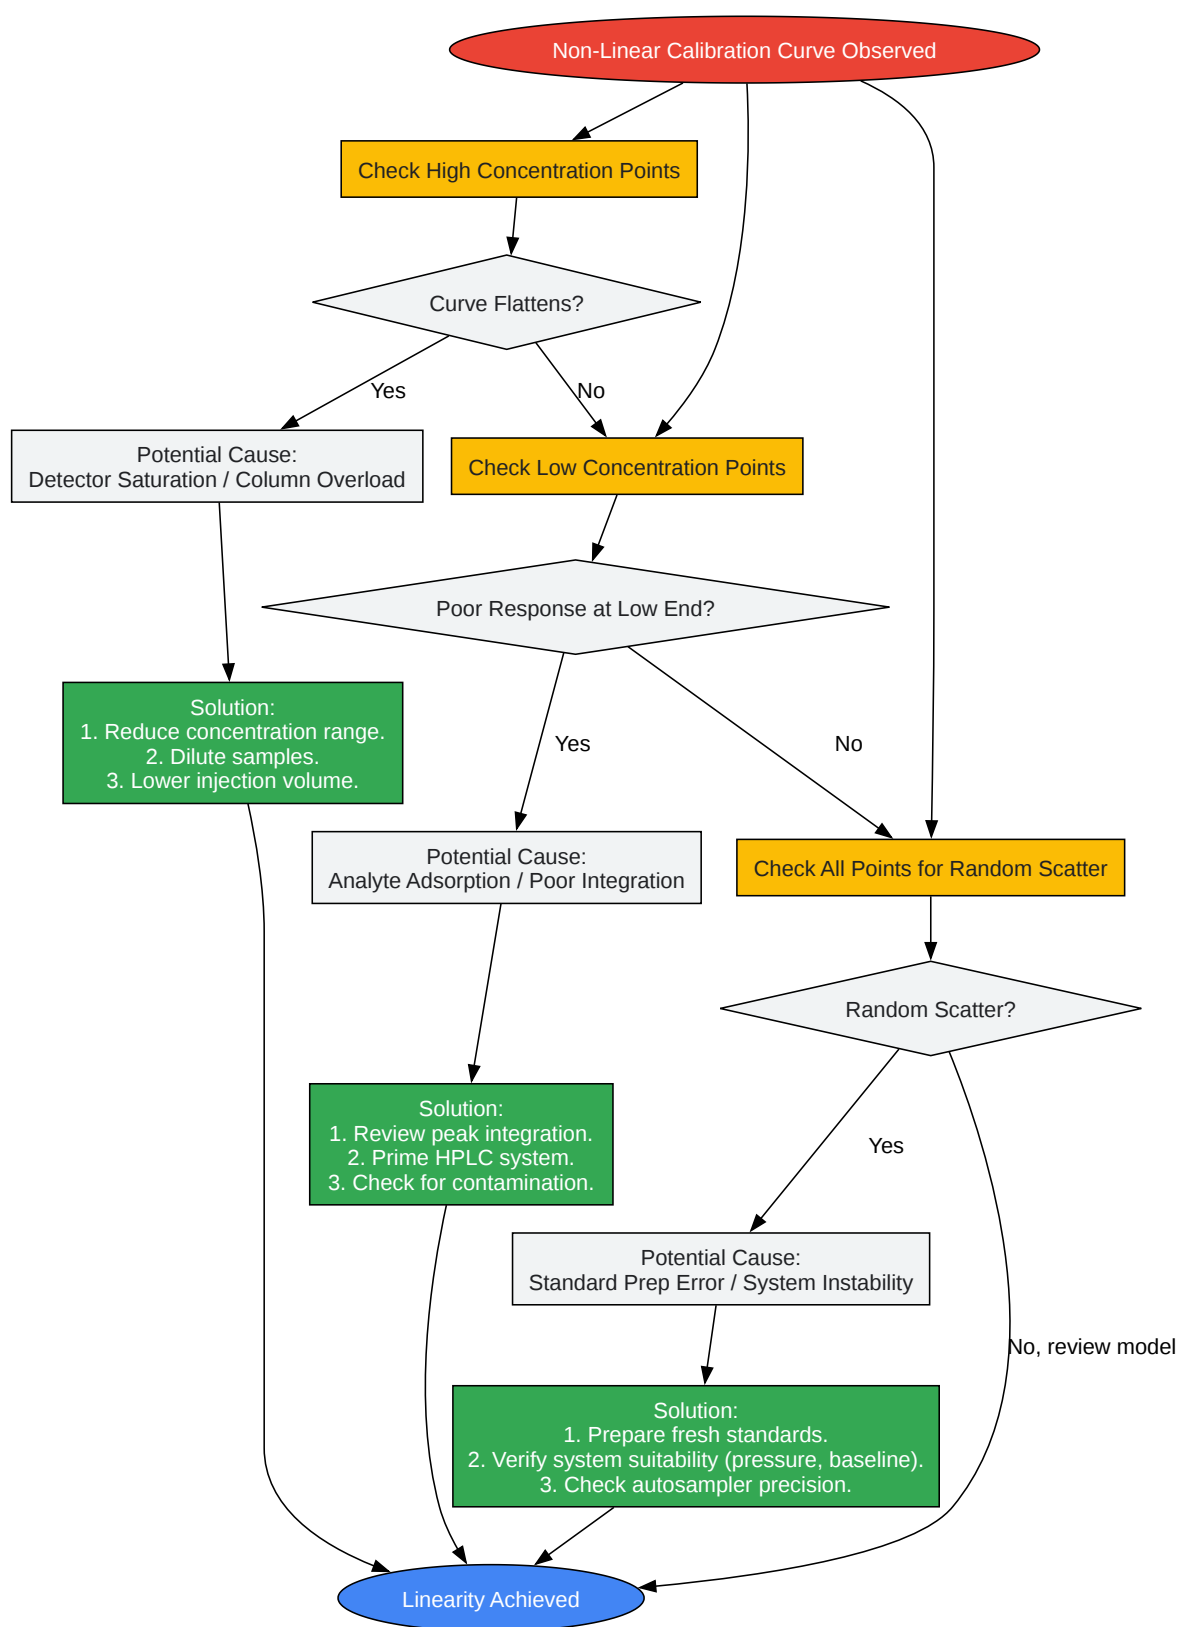 Non-Linear Calibration Curve Observed
Check High Concentration Points
Curve Flattens?
Yes
No
Potential Cause:
Detector Saturation / Column Overload
Check Low Concentration Points
Poor Response at Low End?
Solution:
1. Reduce concentration range.
2. Dilute samples.
3. Lower injection volume.
Yes
No
Potential Cause:
Analyte Adsorption / Poor Integration
Check All Points for Random Scatter
Random Scatter?
Solution:
1. Review peak integration.
2. Prime HPLC system.
3. Check for contamination.
Yes
Potential Cause:
Standard Prep Error / System Instability
No, review model
Solution:
1. Prepare fresh standards.
2. Verify system suitability (pressure, baseline).
3. Check autosampler precision.
Linearity Achieved